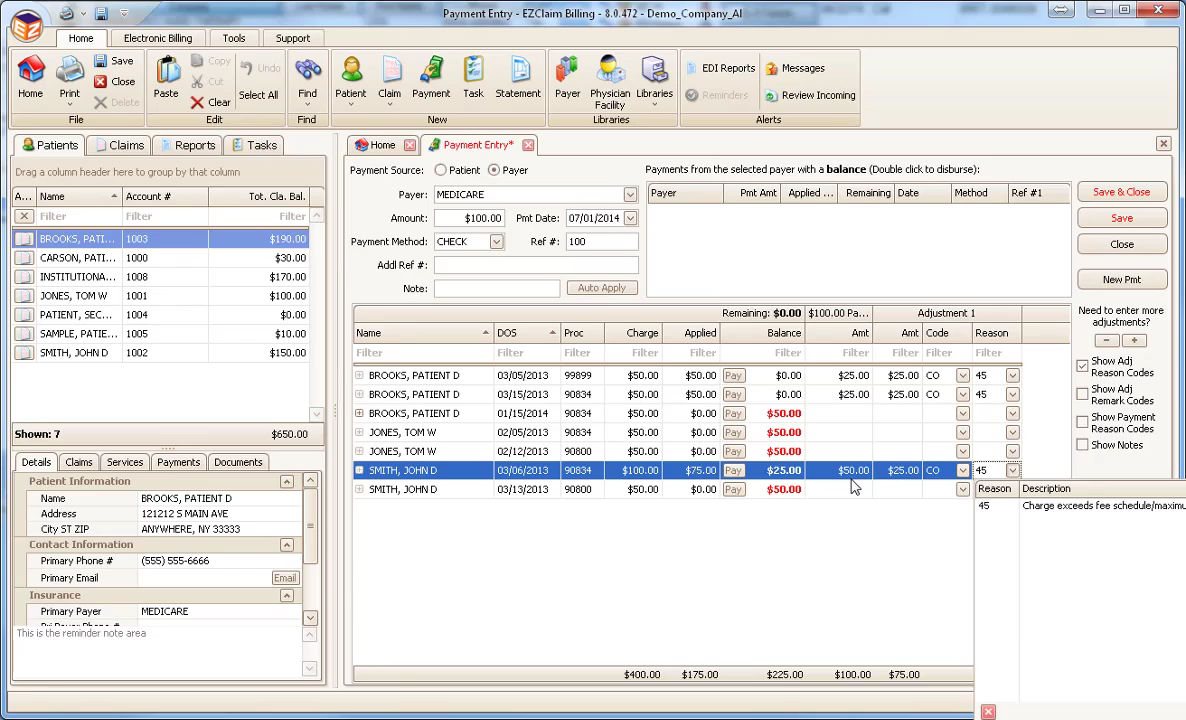 Payment Entry - EZClaim Billing - 8.0.472 - Demo_Company_AI
EZ
Home Electronic Billing Tools Support
Home Print Save Close Delete File
Paste Copy Cut Clear Undo Select All Edit
Find Find
Patient Claim Payment Task Statement New
Payer Physician Facility Libraries Libraries
EDI Reports Messages Reminders Review Incoming Alerts
Patients Claims Reports Tasks
Drag a column header here to group by that column
A... Name Account # Tot. Cla. Bal.
Filter Filter Filter
BROOKS, PATI... 1003 $190.00
CARSON, PATI... 1000 $30.00
INSTITUTIONA... 1008 $170.00
JONES, TOM W 1001 $100.00
PATIENT, SEC... 1004 $0.00
SAMPLE, PATIE... 1005 $10.00
SMITH, JOHN D 1002 $150.00
Shown: 7 $650.00
Details Claims Services Payments Documents
Patient Information
Name BROOKS, PATIENT D
Address 121212 S MAIN AVE
City ST ZIP ANYWHERE, NY 33333
Contact Information
Primary Phone # (555) 555-6666
Primary Email Email
Insurance
Primary Payer MEDICARE
This is the reminder note area
Home Payment Entry*
Payment Source: Patient Payer
Payer: MEDICARE
Amount: $100.00 Pmt Date: 07/01/2014
Payment Method: CHECK Ref #: 100
Addl Ref #:
Note: Auto Apply
Payments from the selected payer with a balance (Double click to disburse):
Payer Pmt Amt Applied ... Remaining Date Method Ref #1
Save & Close
Save
Close
New Pmt
Need to enter more adjustments?
- +
Show Adj Reason Codes
Show Adj Remark Codes
Show Payment Reason Codes
Show Notes
Remaining: $0.00 $100.00 Pa... Adjustment 1
Name DOS Proc Charge Applied Balance Amt Amt Code Reason
Filter Filter Filter Filter Filter Filter Filter Filter Filter Filter
BROOKS, PATIENT D 03/05/2013 99899 $50.00 $50.00 Pay $0.00 $25.00 $25.00 CO 45
BROOKS, PATIENT D 03/15/2013 90834 $50.00 $50.00 Pay $0.00 $25.00 $25.00 CO 45
BROOKS, PATIENT D 01/15/2014 90834 $50.00 $0.00 Pay $50.00
JONES, TOM W 02/05/2013 90834 $50.00 $0.00 Pay $50.00
JONES, TOM W 02/12/2013 90800 $50.00 $0.00 Pay $50.00
SMITH, JOHN D 03/06/2013 90834 $100.00 $75.00 Pay $25.00 $50.00 $25.00 CO 45
SMITH, JOHN D 03/13/2013 90800 $50.00 $0.00 Pay $50.00
Reason Description
45 Charge exceeds fee schedule/maximu
$400.00 $175.00 $225.00 $100.00 $75.00